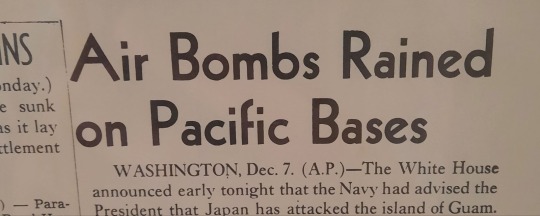 NS
nday.)
e sunk
as it lay
ttlement
) — Para-
Air Bombs Rained
on Pacific Bases
WASHINGTON, Dec. 7. (A.P.)—The White House
announced early tonight that the Navy had advised the
President that Japan has attacked the island of Guam.